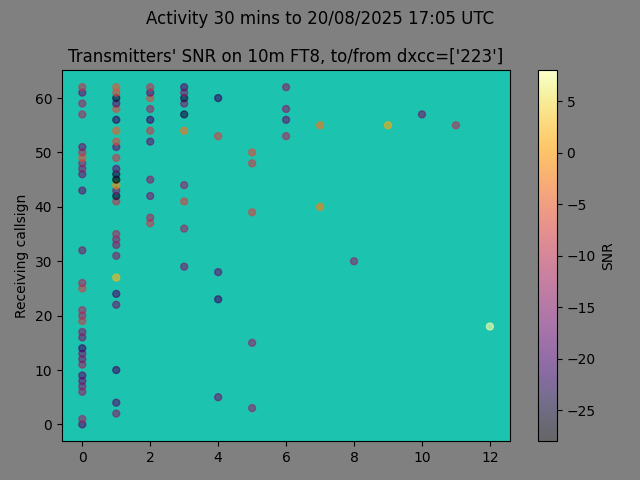 Activity 30 mins to 20/08/2025 17:05 UTC
Transmitters' SNR on 10m FT8, to/from dxcc=['223']
Receiving callsign
60
50
40
30
20
10
0
0 2 4 6 8 10 12
5
0
−5
−10
−15
−20
−25
SNR